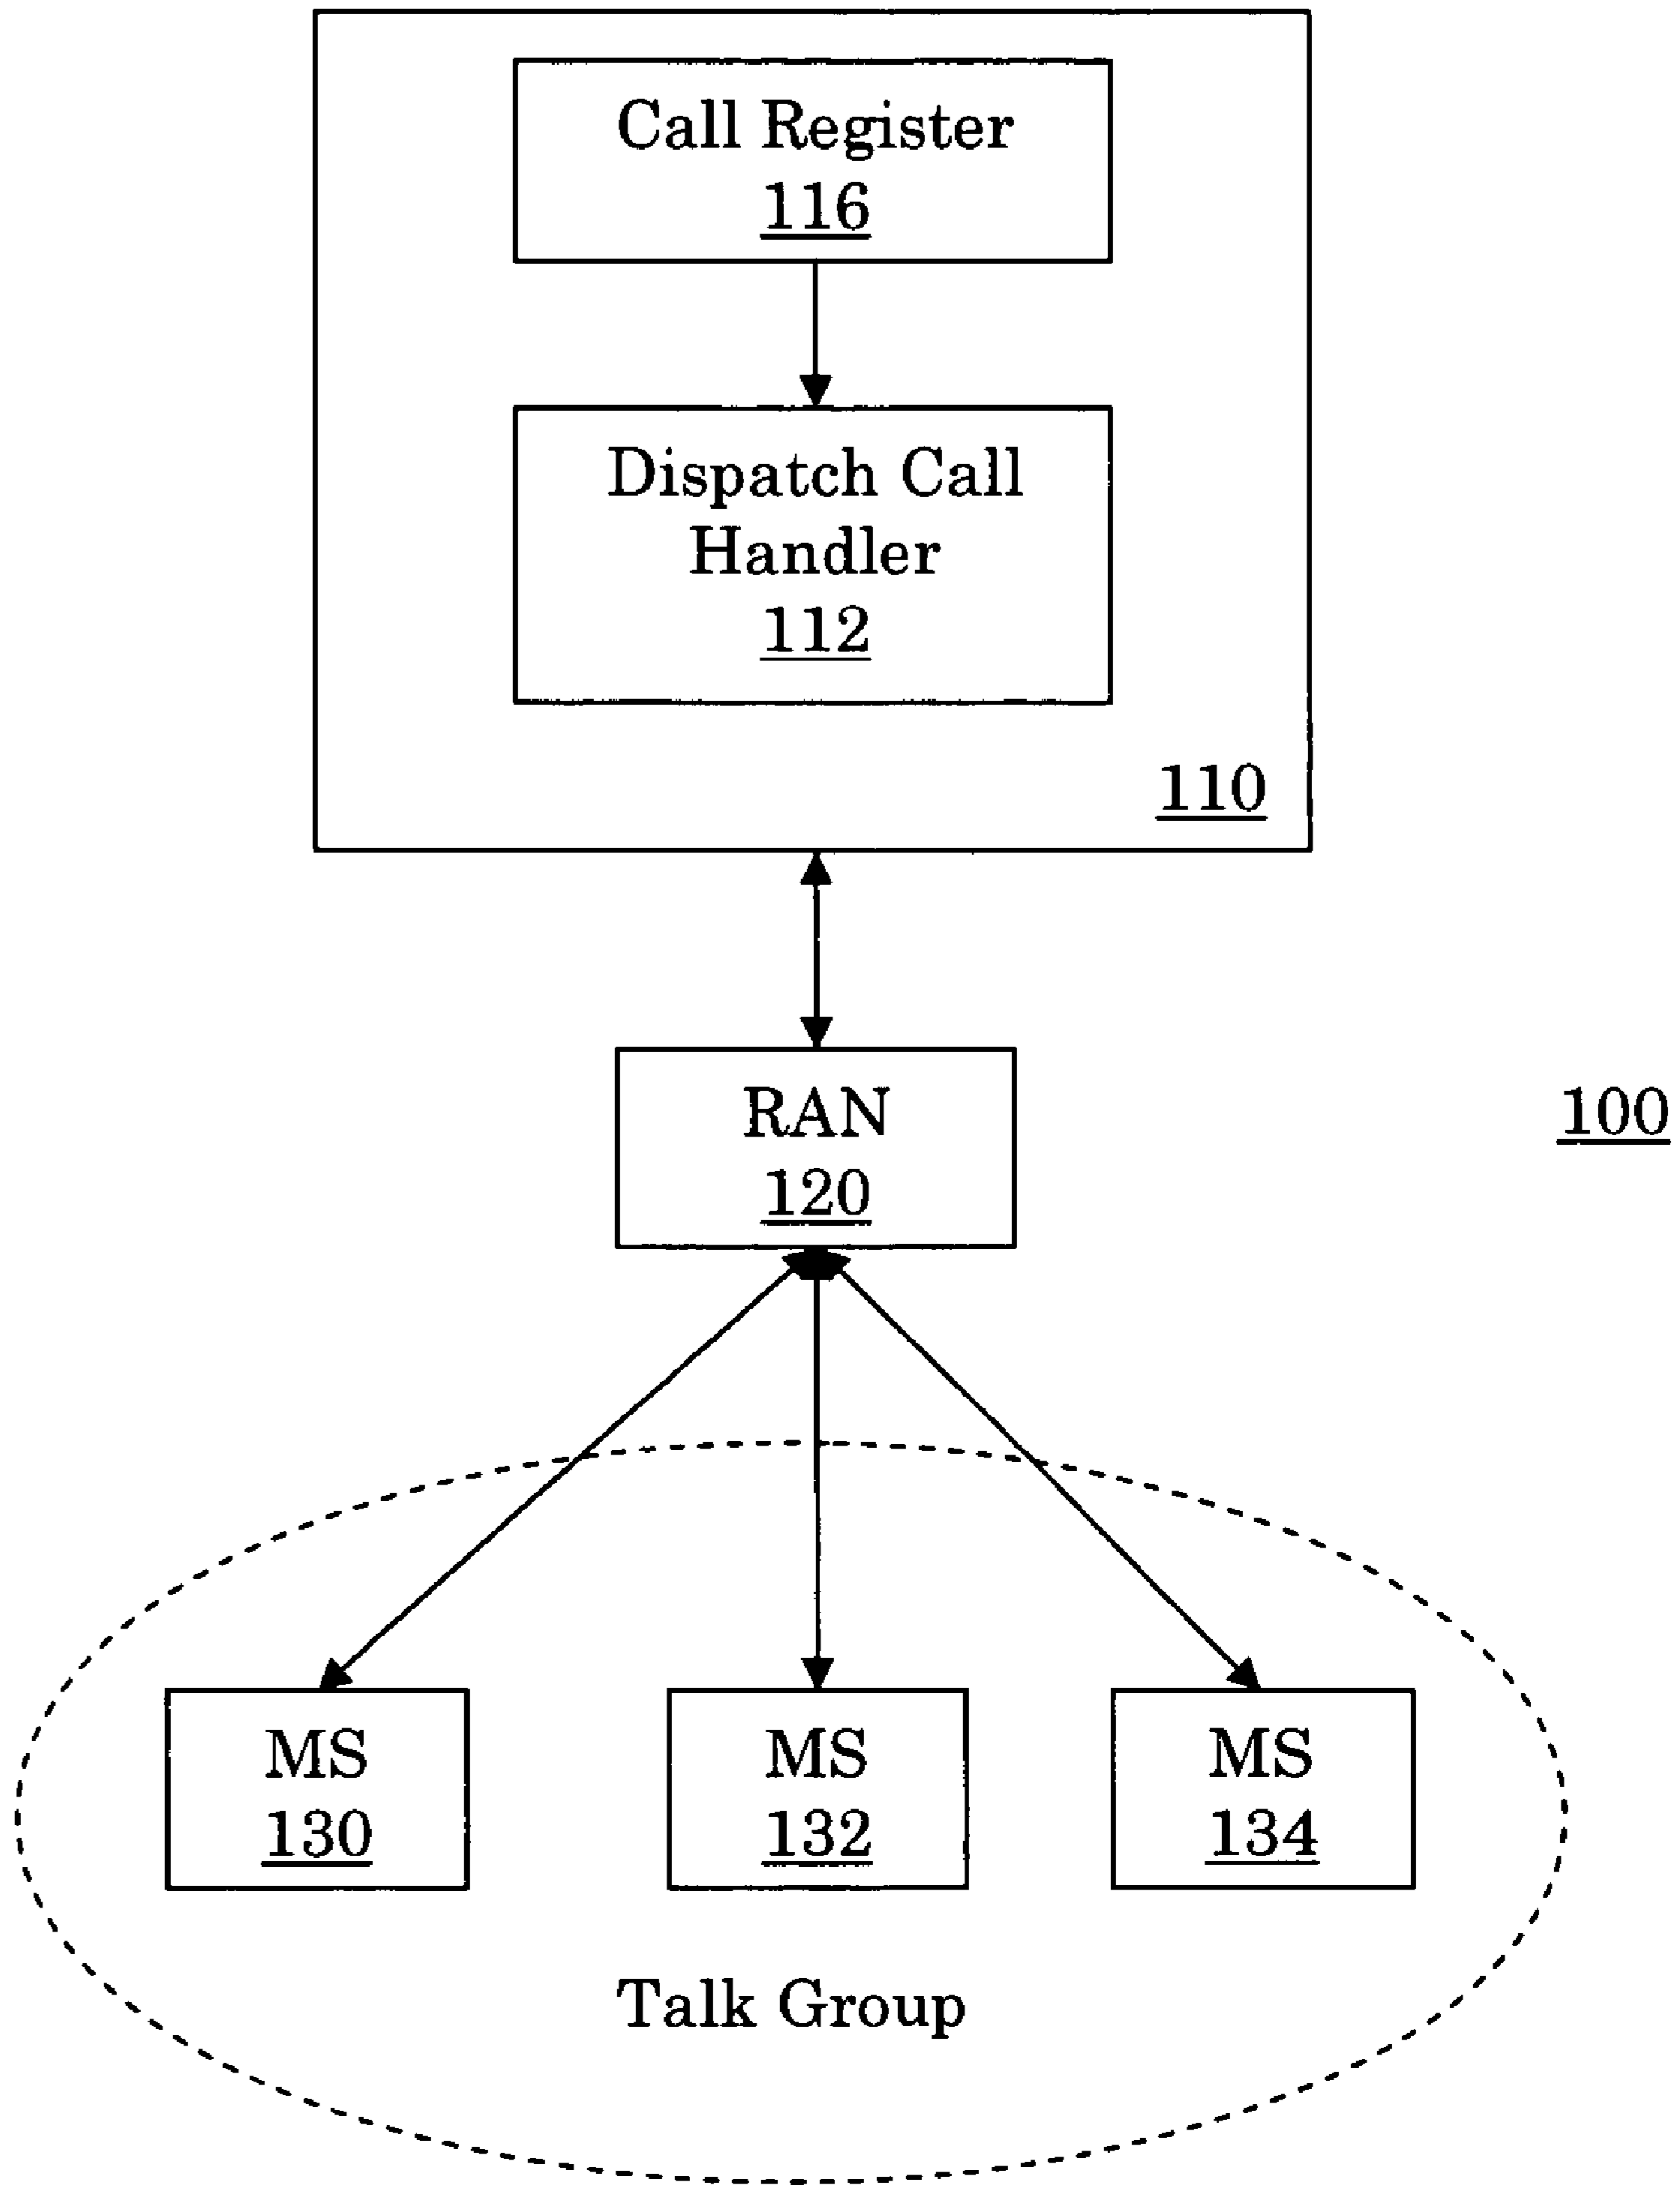 Call Register
116
Dispatch Call
Handler
112
110
RAN
120
100
MS
130
MS
132
MS
134
Talk Group